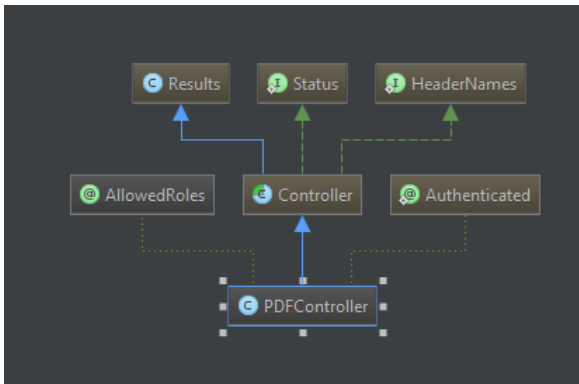 Results
Status
HeaderNames
AllowedRoles
Controller
Authenticated
PDFController